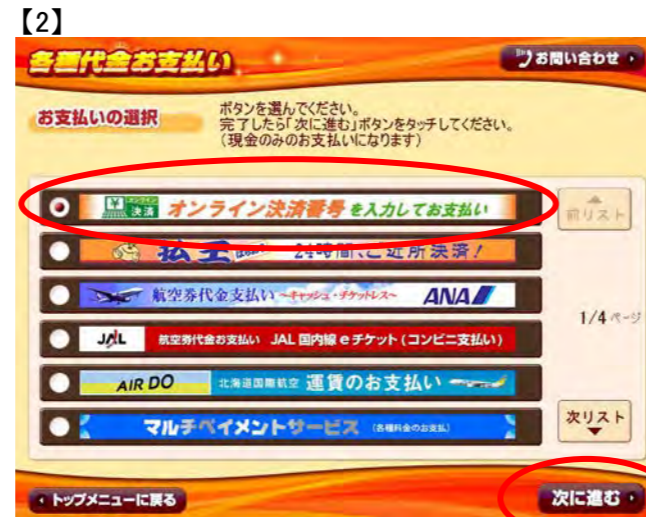 【2】
各種代金お支払い
お問い合わせ
お支払いの選択
ボタンを選んでください。
完了したら「次に進む」ボタンをタッチしてください。
(現金のみのお支払いになります)
¥ オンライン 決済 オンライン決済番号 を入力してお支払い
前リスト
払王 24時間、ご近所決済!
航空券代金支払い ~キャッシュ・チケットレス~ ANA
1/4 ページ
JAL 航空券代金お支払い JAL 国内線 e チケット (コンビニ支払い)
AIR DO 北海道国際航空 運賃のお支払い
マルチペイメントサービス (各種料金のお支払)
次リスト
トップメニューに戻る
次に進む